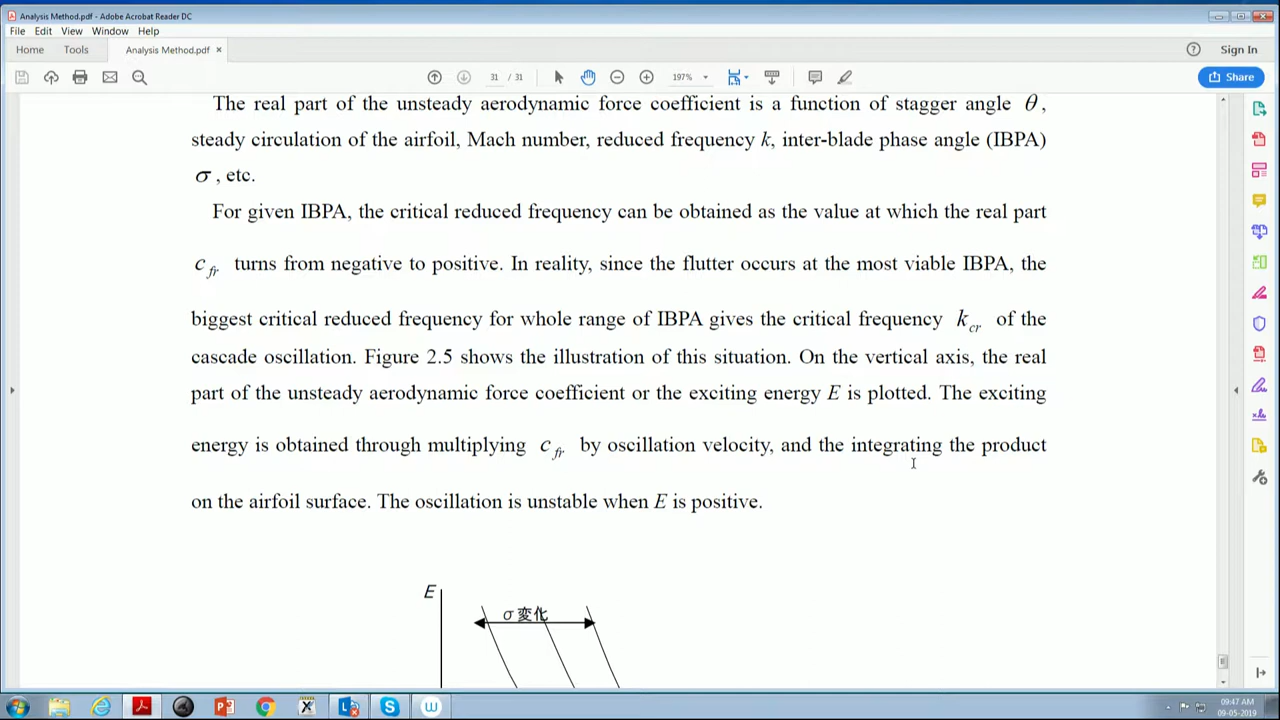 Analysis Method.pdf - Adobe Acrobat Reader DC
File Edit View Window Help
Home Tools Analysis Method.pdf × Sign In
31 / 31 197% Share
The real part of the unsteady aerodynamic force coefficient is a function of stagger angle θ,
steady circulation of the airfoil, Mach number, reduced frequency k, inter-blade phase angle (IBPA)
σ, etc.
For given IBPA, the critical reduced frequency can be obtained as the value at which the real part
c_fr turns from negative to positive. In reality, since the flutter occurs at the most viable IBPA, the
biggest critical reduced frequency for whole range of IBPA gives the critical frequency k_cr of the
cascade oscillation. Figure 2.5 shows the illustration of this situation. On the vertical axis, the real
part of the unsteady aerodynamic force coefficient or the exciting energy E is plotted. The exciting
energy is obtained through multiplying c_fr by oscillation velocity, and the integrating the product
on the airfoil surface. The oscillation is unstable when E is positive.
E
σ変化
09:47 AM
09-05-2019